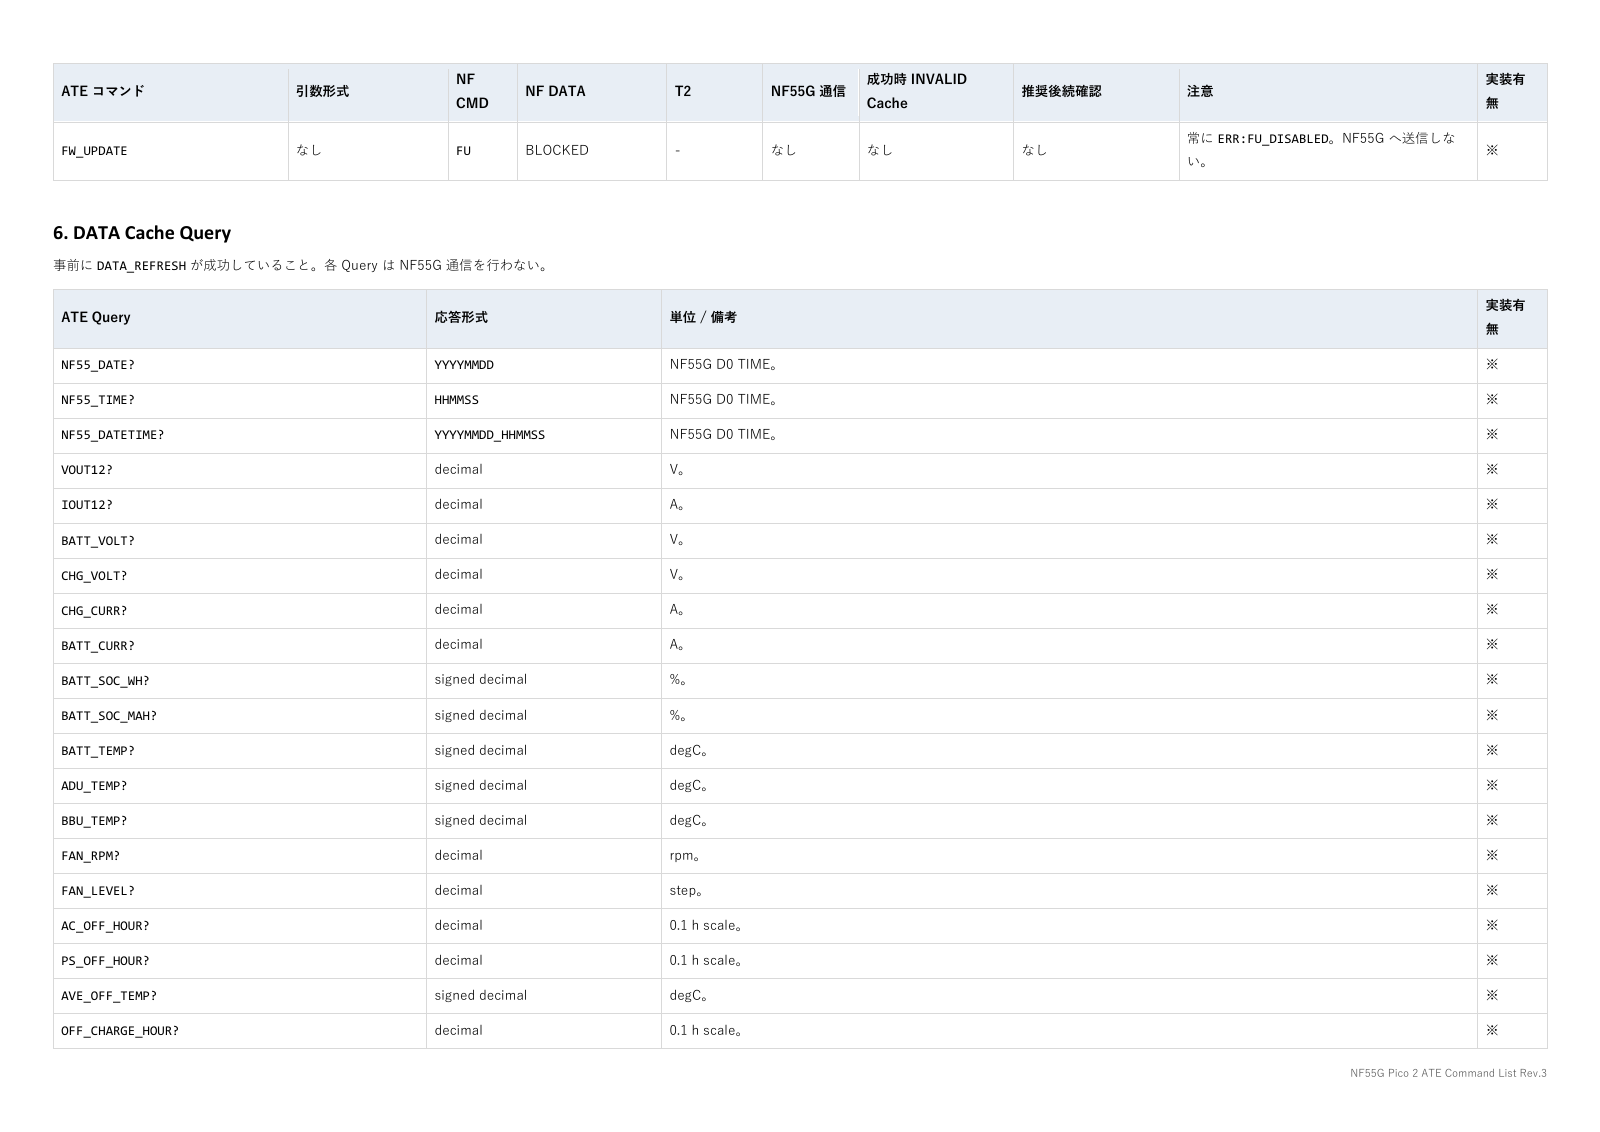 ATE コマンド 引数形式 NF CMD NF DATA T2 NF55G 通信 成功時 INVALID Cache 推奨後続確認 注意 実装有無
FW_UPDATE なし FU BLOCKED - なし なし なし 常に ERR:FU_DISABLED。NF55G へ送信しない。 ※
6. DATA Cache Query
事前に DATA_REFRESH が成功していること。各 Query は NF55G 通信を行わない。
ATE Query 応答形式 単位 / 備考 実装有無
NF55_DATE? YYYYMMDD NF55G D0 TIME。 ※
NF55_TIME? HHMMSS NF55G D0 TIME。 ※
NF55_DATETIME? YYYYMMDD_HHMMSS NF55G D0 TIME。 ※
VOUT12? decimal V。 ※
IOUT12? decimal A。 ※
BATT_VOLT? decimal V。 ※
CHG_VOLT? decimal V。 ※
CHG_CURR? decimal A。 ※
BATT_CURR? decimal A。 ※
BATT_SOC_WH? signed decimal %。 ※
BATT_SOC_MAH? signed decimal %。 ※
BATT_TEMP? signed decimal degC。 ※
ADU_TEMP? signed decimal degC。 ※
BBU_TEMP? signed decimal degC。 ※
FAN_RPM? decimal rpm。 ※
FAN_LEVEL? decimal step。 ※
AC_OFF_HOUR? decimal 0.1 h scale。 ※
PS_OFF_HOUR? decimal 0.1 h scale。 ※
AVE_OFF_TEMP? signed decimal degC。 ※
OFF_CHARGE_HOUR? decimal 0.1 h scale。 ※
NF55G Pico 2 ATE Command List Rev.3